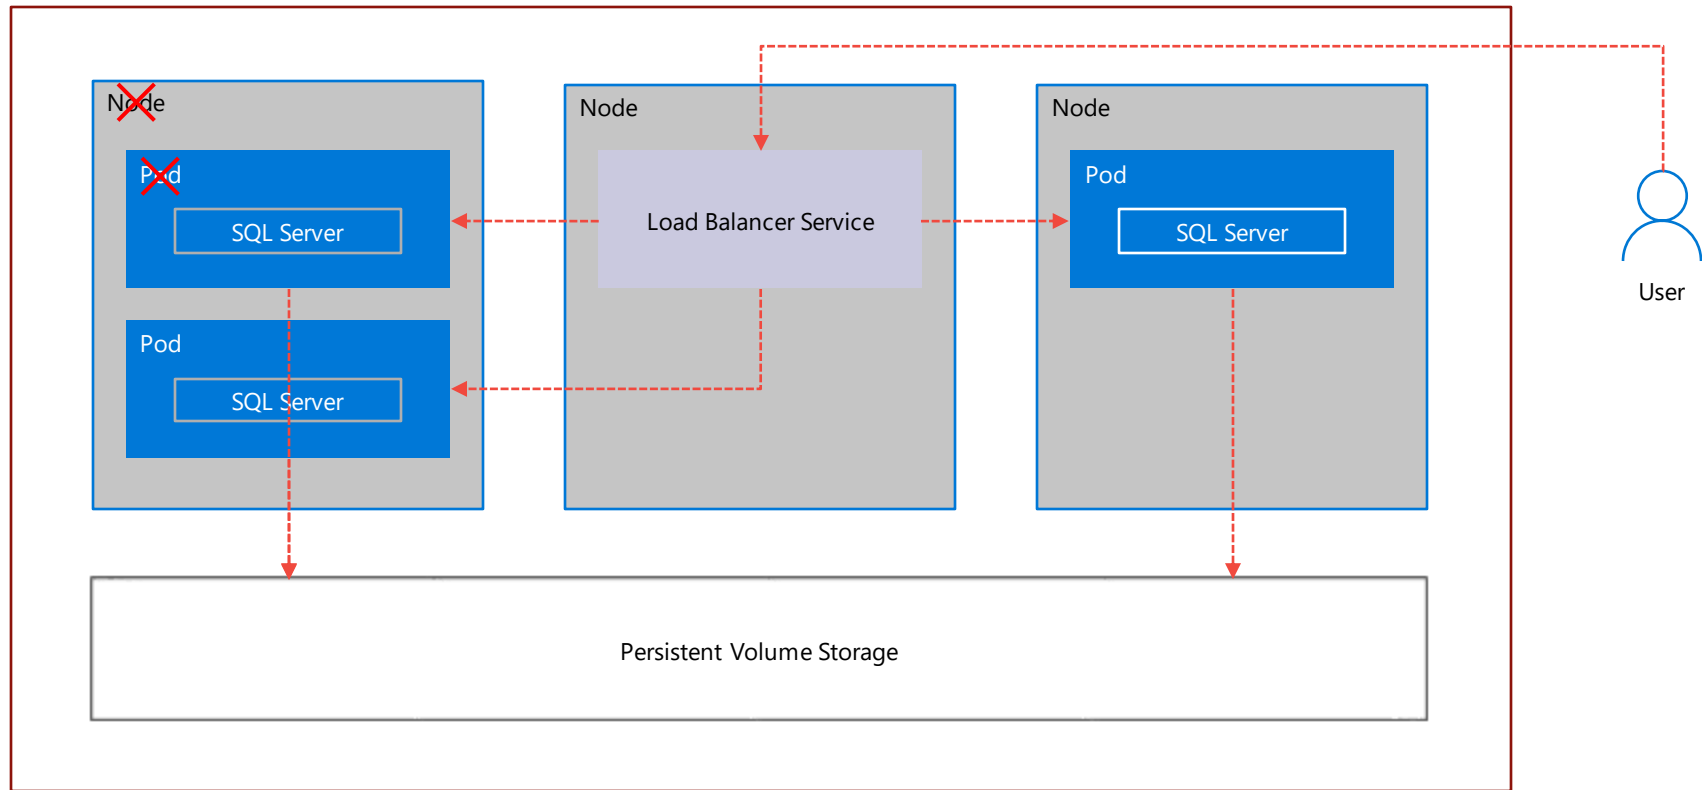 Node
Node
Node
Pod
SQL Server
Load Balancer Service
Pod
SQL Server
User
Pod
SQL Server
Persistent Volume Storage